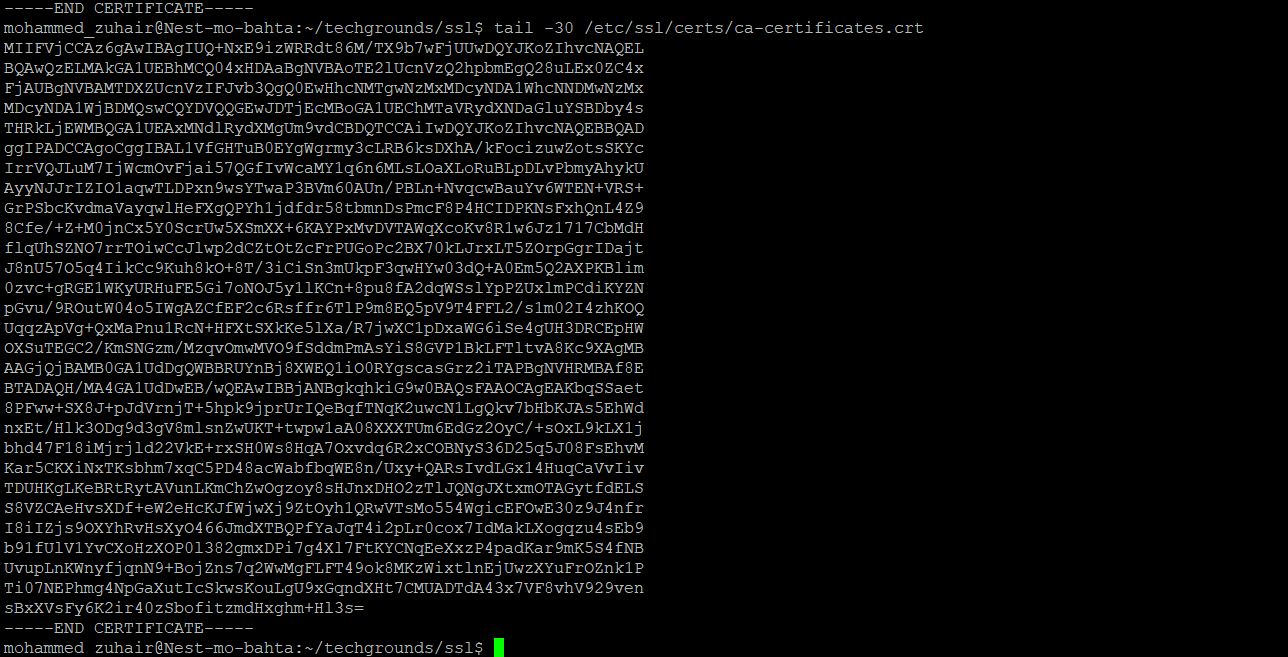 -----END CERTIFICATE-----
mohammed_zuhair@Nest-mo-bahta:~/techgrounds/ssl$ tail -30 /etc/ssl/certs/ca-certificates.crt
MIIFVjCCAz6gAwIBAgIUQ+NxE9izWRRdt86M/TX9b7wFjUUwDQYJKoZIhvcNAQEL
BQAwQzELMAkGA1UEBhMCQ04xHDAaBgNVBAoTE2lUcnVzQ2hpbmEgQ28uLEx0ZC4x
FjAUBgNVBAMTDXZUcnVzIFJvb3QgQ0EwHhcNMTgwNzMxMDcyNDA1WhcNNDMwNzMx
MDcyNDA1WjBDMQswCQYDVQQGEwJDTjEcMBoGA1UEChMTaVRydXNDaGluYSBDby4s
THRkLjEWMBQGA1UEAxMNdlRydXMgUm9vdCBDQTCCAiIwDQYJKoZIhvcNAQEBBQAD
ggIPADCCAgoCggIBAL1VfGHTuB0EYgWgrmy3cLRB6ksDXhA/kFocizuwZotsSKYc
IrrVQJLuM7IjWcmOvFjai57QGfIvWcaMY1q6n6MLsLOaXLoRuBLpDLvPbmyAhykU
AyyNJJrIZIO1aqwTLDPxn9wsYTwaP3BVm60AUn/PBLn+NvqcwBauYv6WTEN+VRS+
GrPSbcKvdmaVayqwlHeFXgQPYh1jdfdr58tbmnDsPmcF8P4HCIDPKNsFxhQnL4Z9
8Cfe/+Z+M0jnCx5Y0ScrUw5XSmXX+6KAYPxMvDVTAWqXcoKv8R1w6Jz1717CbMdH
flqUhSZNO7rrTOiwCcJlwp2dCZtOtZcFrPUGoPc2BX70kLJrxLT5ZOrpGgrIDajt
J8nU57O5q4IikCc9Kuh8kO+8T/3iCiSn3mUkpF3qwHYw03dQ+A0Em5Q2AXPKBlim
0zvc+gRGE1WKyURHuFE5Gi7oNOJ5y1lKCn+8pu8fA2dqWSslYpPZUxlmPCdiKYZN
pGvu/9ROutW04o5IWgAZCfEF2c6Rsffr6TlP9m8EQ5pV9T4FFL2/s1m02I4zhKOQ
UqqzApVg+QxMaPnu1RcN+HFXtSXkKe5lXa/R7jwXC1pDxaWG6iSe4gUH3DRCEpHW
OXSuTEGC2/KmSNGzm/MzqvOmwMVO9fSddmPmAsYiS8GVP1BkLFTltvA8Kc9XAgMB
AAGjQjBAMB0GA1UdDgQWBBRUYnBj8XWEQ1iO0RYgscasGrz2iTAPBgNVHRMBAf8E
BTADAQH/MA4GA1UdDwEB/wQEAwIBBjANBgkqhkiG9w0BAQsFAAOCAgEAKbqSSaet
8PFww+SX8J+pJdVrnjT+5hpk9jprUrIQeBqfTNqK2uwcN1LgQkv7bHbKJAs5EhWd
nxEt/Hlk3ODg9d3gV8mlsnZwUKT+twpw1aA08XXXTUm6EdGz2OyC/+sOxL9kLX1j
bhd47F18iMjrjld22VkE+rxSH0Ws8HqA7Oxvdq6R2xCOBNyS36D25q5J08FsEhvM
Kar5CKXiNxTKsbhm7xqC5PD48acWabfbqWE8n/Uxy+QARsIvdLGx14HuqCaVvIiv
TDUHKgLKeBRtRytAVunLKmChZwOgzoy8sHJnxDHO2zTlJQNgJXtxmOTAGytfdELS
S8VZCAeHvsXDf+eW2eHcKJfWjwXj9ZtOyh1QRwVTsMo554WgicEFOwE30z9J4nfr
I8iIZjs9OXYhRvHsXyO466JmdXTBQPfYaJqT4i2pLr0cox7IdMakLXogqzu4sEb9
b91fUlV1YvCXoHzXOP0l382gmxDPi7g4Xl7FtKYCNqEeXxzP4padKar9mK5S4fNB
UvupLnKWnyfjqnN9+BojZns7q2WwMgFLFT49ok8MKzWixtlnEjUwzXYuFrOZnk1P
Ti07NEPhmg4NpGaXutIcSkwsKouLgU9xGqndXHt7CMUADTdA43x7VF8vhV929ven
sBxXVsFy6K2ir40zSbofitzmdHxghm+Hl3s=
-----END CERTIFICATE-----
mohammed_zuhair@Nest-mo-bahta:~/techgrounds/ssl$